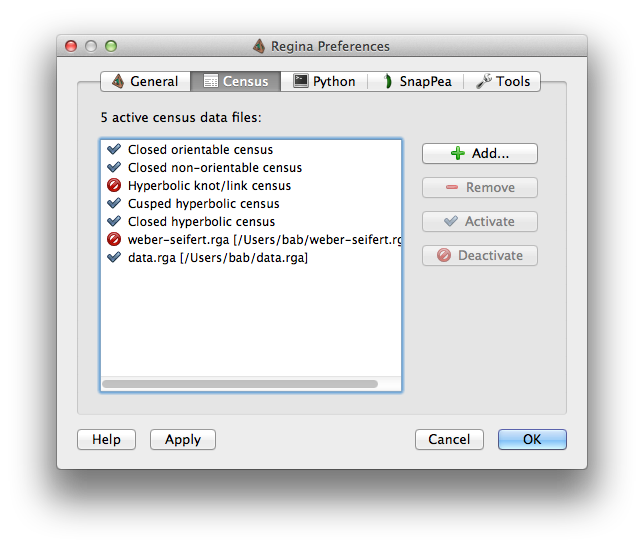 Regina Preferences
General Census Python SnapPea Tools
5 active census data files:
Closed orientable census
Closed non-orientable census
Hyperbolic knot/link census
Cusped hyperbolic census
Closed hyperbolic census
weber-seifert.rga [/Users/bab/weber-seifert.rg
data.rga [/Users/bab/data.rga]
Add...
Remove
Activate
Deactivate
Help Apply Cancel OK